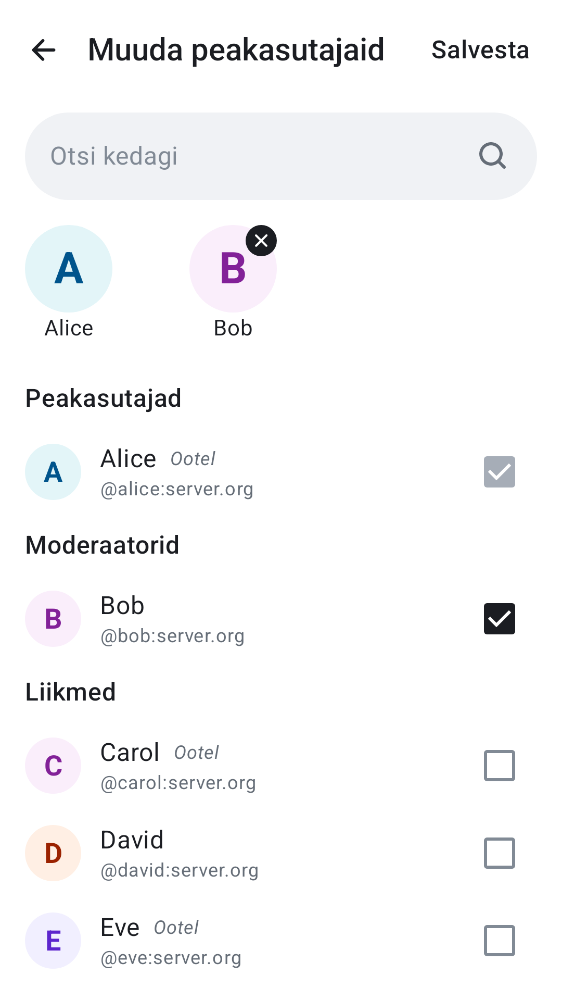 Muuda peakasutajaid Salvesta
Otsi kedagi
A B
Alice Bob
Peakasutajad
A Alice Ootel
@alice:server.org
Moderaatorid
B Bob
@bob:server.org
Liikmed
C Carol Ootel
@carol:server.org
D David
@david:server.org
E Eve Ootel
@eve:server.org